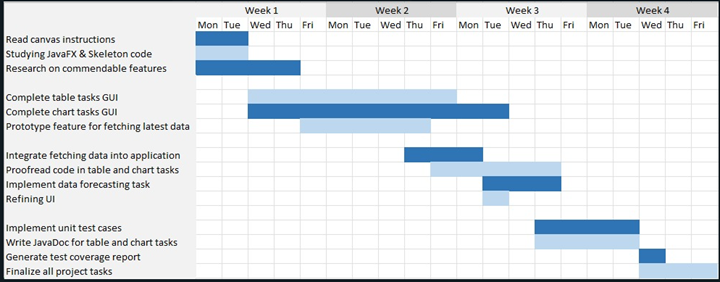 Week 1 Week 2 Week 3 Week 4
Mon Tue Wed Thu Fri Mon Tue Wed Thu Fri Mon Tue Wed Thu Fri Mon Tue Wed Thu Fri
Read canvas instructions
Studying JavaFX & Skeleton code
Research on commendable features
Complete table tasks GUI
Complete chart tasks GUI
Prototype feature for fetching latest data
Integrate fetching data into application
Proofread code in table and chart tasks
Implement data forecasting task
Refining UI
Implement unit test cases
Write JavaDoc for table and chart tasks
Generate test coverage report
Finalize all project tasks